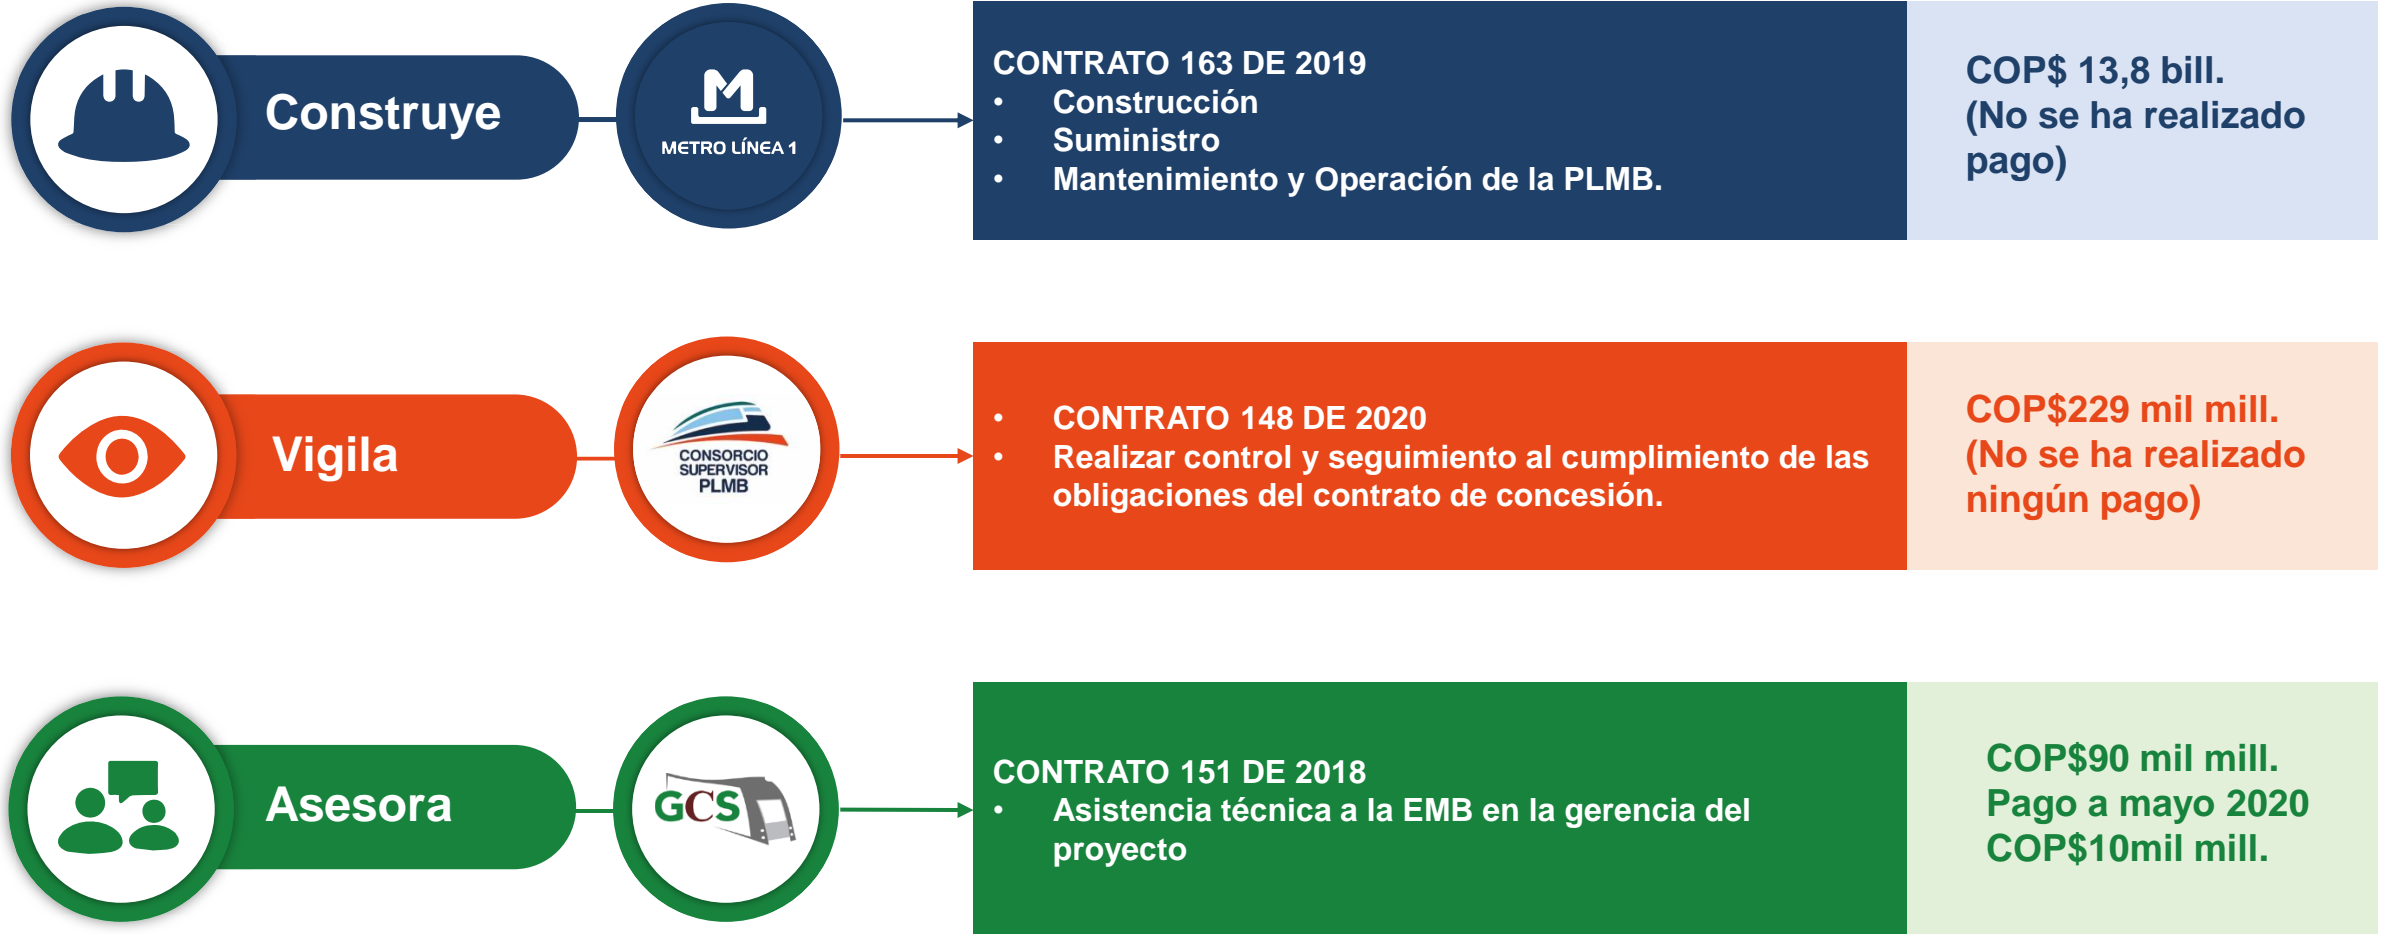 Construye
METRO LÍNEA 1
CONTRATO 163 DE 2019
• Construcción
• Suministro
• Mantenimiento y Operación de la PLMB.
COP$ 13,8 bill.
(No se ha realizado
pago)
Vigila
CONSORCIO
SUPERVISOR
PLMB
• CONTRATO 148 DE 2020
• Realizar control y seguimiento al cumplimiento de las
obligaciones del contrato de concesión.
COP$229 mil mill.
(No se ha realizado
ningún pago)
Asesora
GCS
CONTRATO 151 DE 2018
• Asistencia técnica a la EMB en la gerencia del
proyecto
COP$90 mil mill.
Pago a mayo 2020
COP$10mil mill.